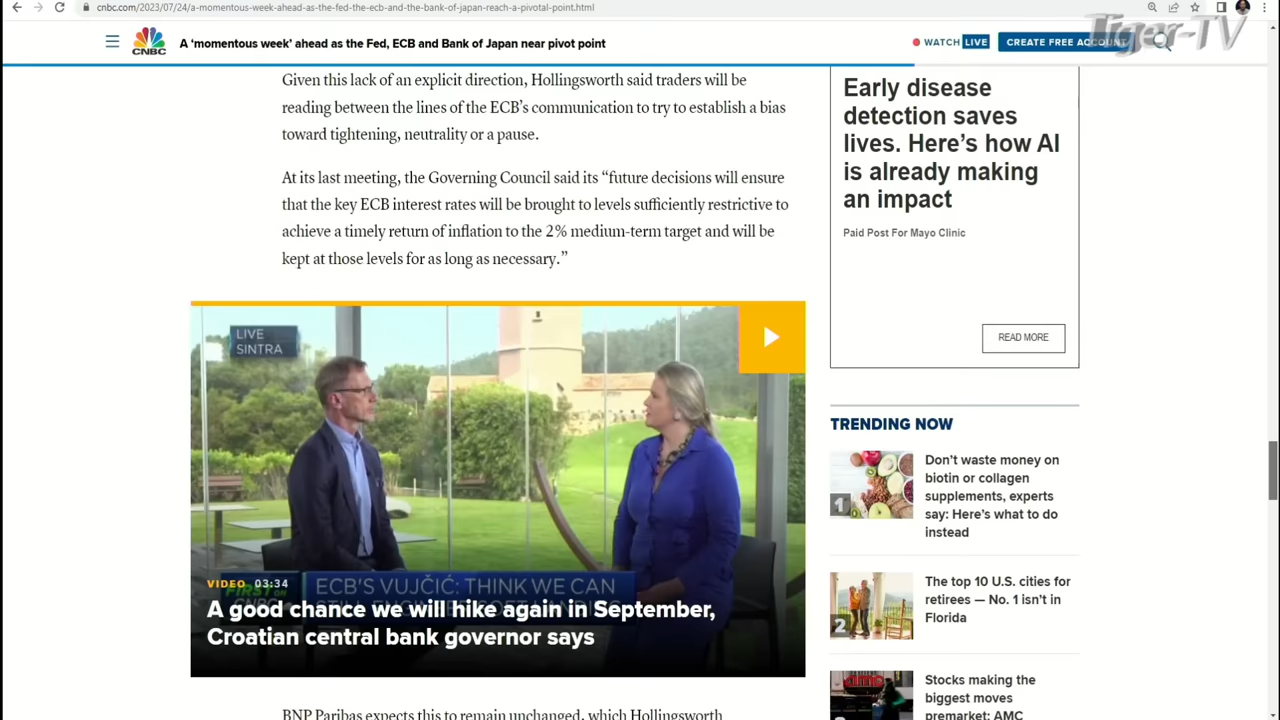 cnbc.com/2023/07/24/a-momentous-week-ahead-as-the-fed-the-ecb-and-the-bank-of-japan-reach-a-pivotal-point.html
Tiger-TV
CNBC
A ‘momentous week’ ahead as the Fed, ECB and Bank of Japan near pivot point
WATCH LIVE
CREATE FREE ACCOUNT
Given this lack of an explicit direction, Hollingsworth said traders will be
reading between the lines of the ECB’s communication to try to establish a bias
toward tightening, neutrality or a pause.
At its last meeting, the Governing Council said its “future decisions will ensure
that the key ECB interest rates will be brought to levels sufficiently restrictive to
achieve a timely return of inflation to the 2% medium-term target and will be
kept at those levels for as long as necessary.”
LIVE
SINTRA
VIDEO 03:34
FIRST ON
ECB'S VUJČIĆ: THINK WE CAN
A good chance we will hike again in September,
Croatian central bank governor says
BNP Paribas expects
to remain unchanged, which Hollingsworth
Early disease
detection saves
lives. Here’s how AI
is already making
an impact
Paid Post For Mayo Clinic
READ MORE
TRENDING NOW
1
Don’t waste money on
biotin or collagen
supplements, experts
say: Here’s what to do
instead
2
The top 10 U.S. cities for
retirees — No. 1 isn’t in
Florida
amc
Stocks making the
biggest moves
premarket: AMC